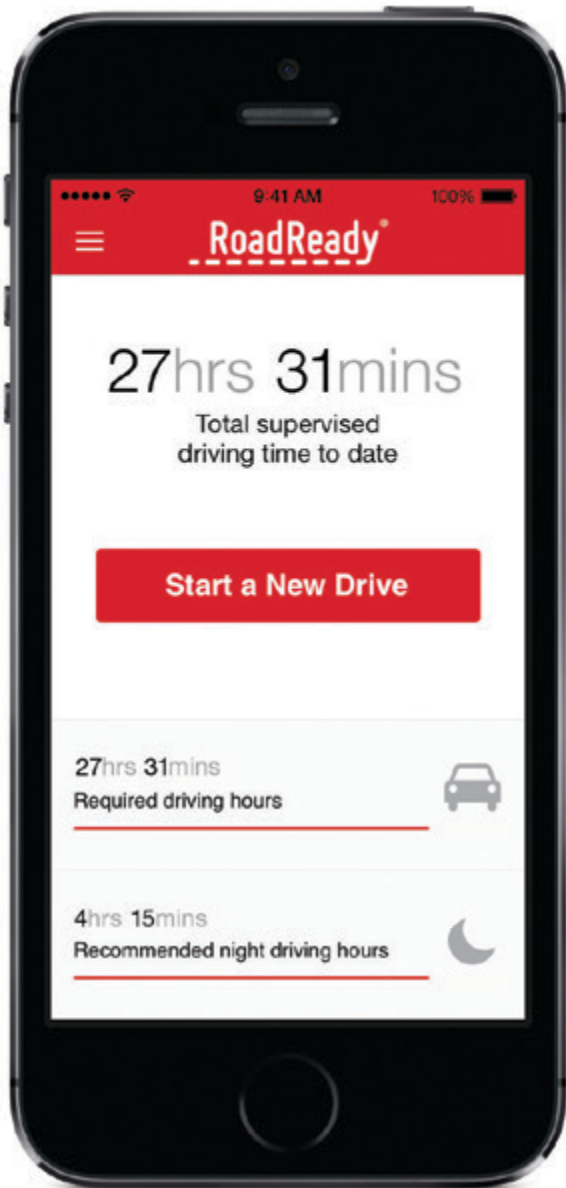 9:41 AM 100%
RoadReady®
27hrs 31mins
Total supervised
driving time to date
Start a New Drive
27hrs 31mins
Required driving hours
4hrs 15mins
Recommended night driving hours